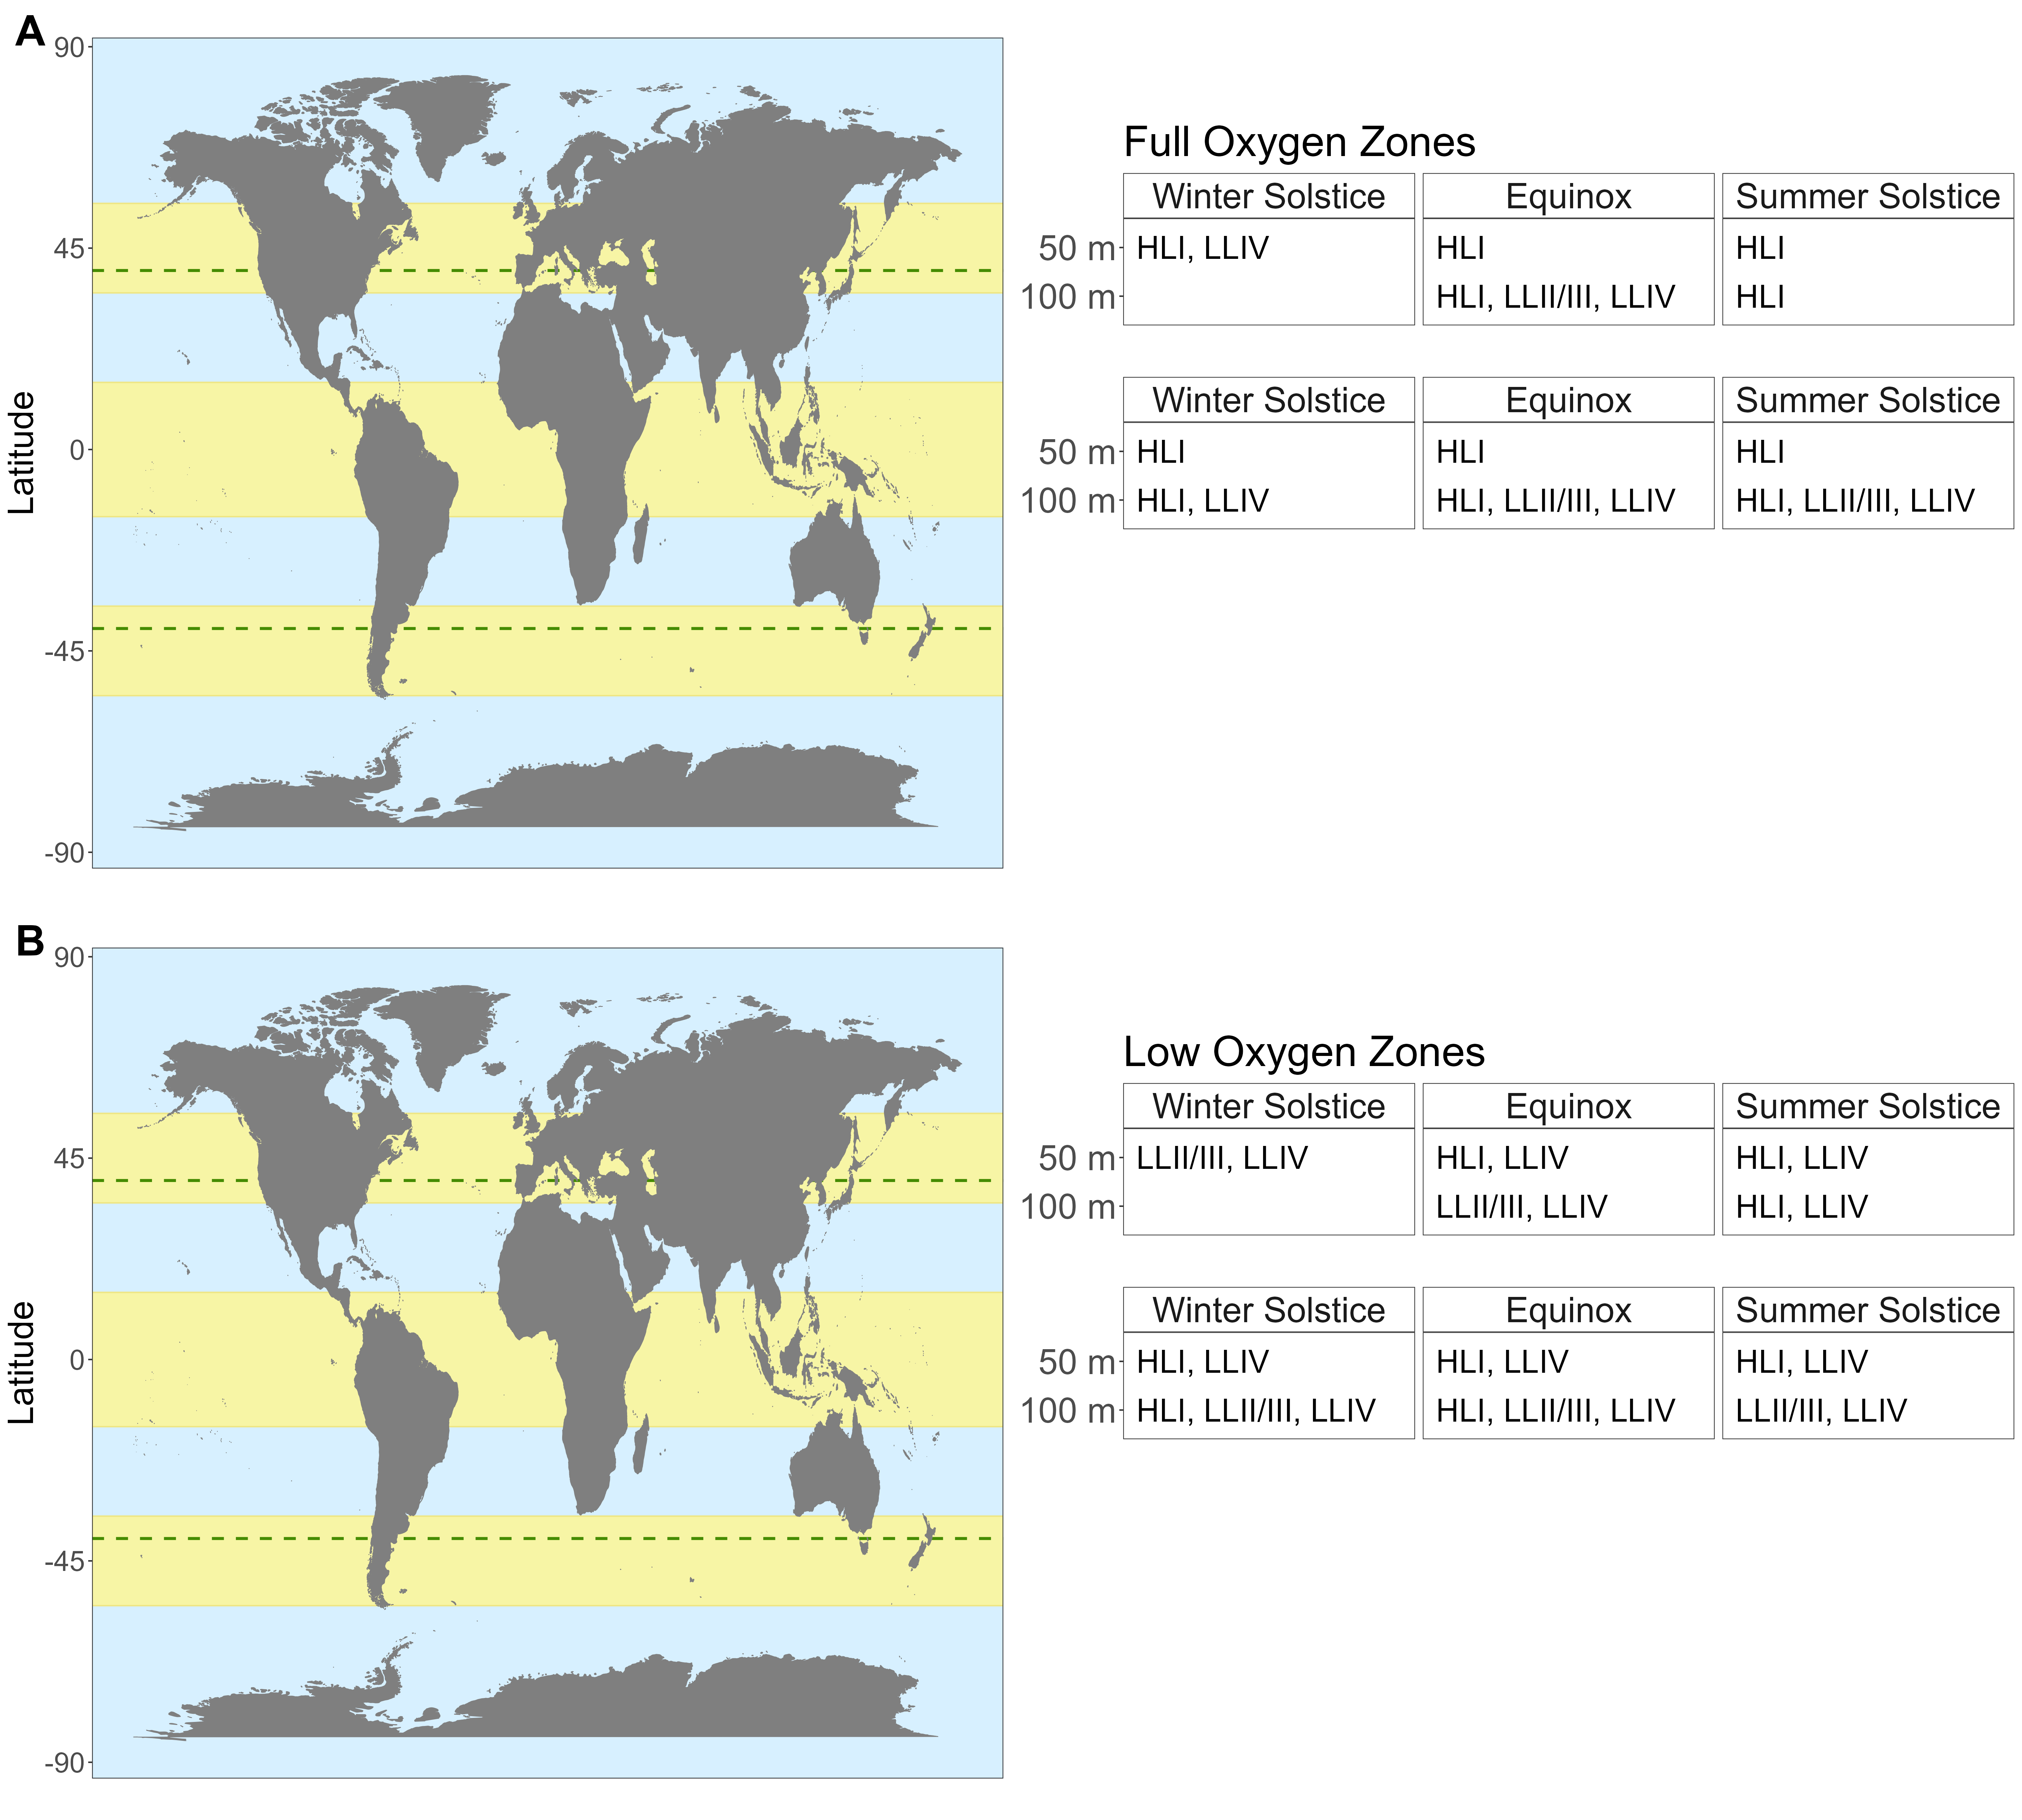 A
90
45
0
-45
-90
Latitude
Full Oxygen Zones
Winter Solstice Equinox Summer Solstice
50 m HLI, LLIV HLI HLI
100 m HLI, LLII/III, LLIV HLI
Winter Solstice Equinox Summer Solstice
50 m HLI HLI HLI
100 m HLI, LLIV HLI, LLII/III, LLIV HLI, LLII/III, LLIV
B
90
45
0
-45
-90
Latitude
Low Oxygen Zones
Winter Solstice Equinox Summer Solstice
50 m LLII/III, LLIV HLI, LLIV HLI, LLIV
100 m LLII/III, LLIV HLI, LLIV
Winter Solstice Equinox Summer Solstice
50 m HLI, LLIV HLI, LLIV HLI, LLIV
100 m HLI, LLII/III, LLIV HLI, LLII/III, LLIV LLII/III, LLIV